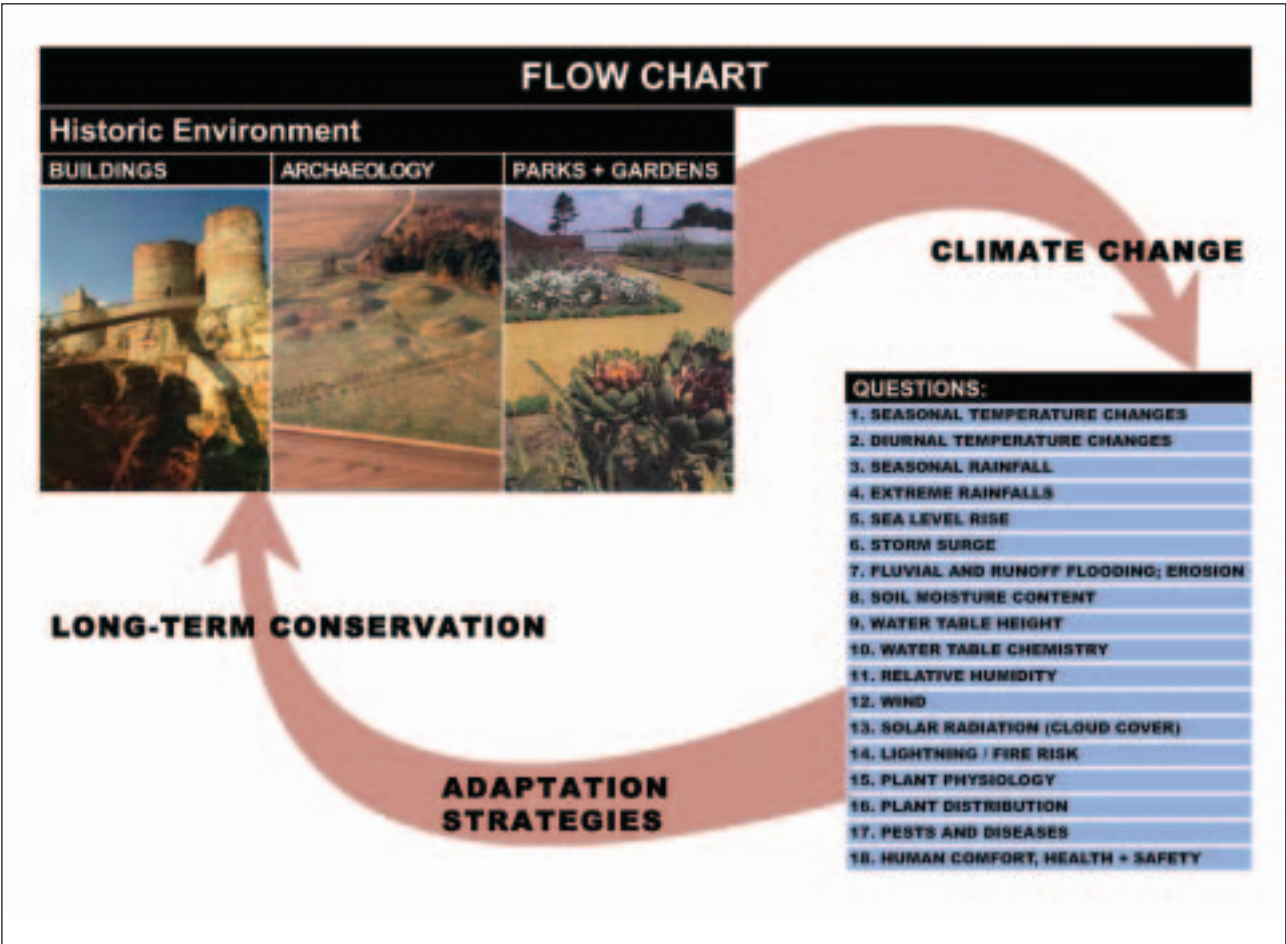 FLOW CHART
Historic Environment
BUILDINGS
ARCHAEOLOGY
PARKS + GARDENS
CLIMATE CHANGE
QUESTIONS:
1. SEASONAL TEMPERATURE CHANGES
2. DIURNAL TEMPERATURE CHANGES
3. SEASONAL RAINFALL
4. EXTREME RAINFALLS
5. SEA LEVEL RISE
6. STORM SURGE
7. FLUVIAL AND RUNOFF FLOODING; EROSION
8. SOIL MOISTURE CONTENT
9. WATER TABLE HEIGHT
10. WATER TABLE CHEMISTRY
11. RELATIVE HUMIDITY
12. WIND
13. SOLAR RADIATION (CLOUD COVER)
14. LIGHTNING / FIRE RISK
15. PLANT PHYSIOLOGY
16. PLANT DISTRIBUTION
17. PESTS AND DISEASES
18. HUMAN COMFORT, HEALTH + SAFETY
LONG-TERM CONSERVATION
ADAPTATION
STRATEGIES